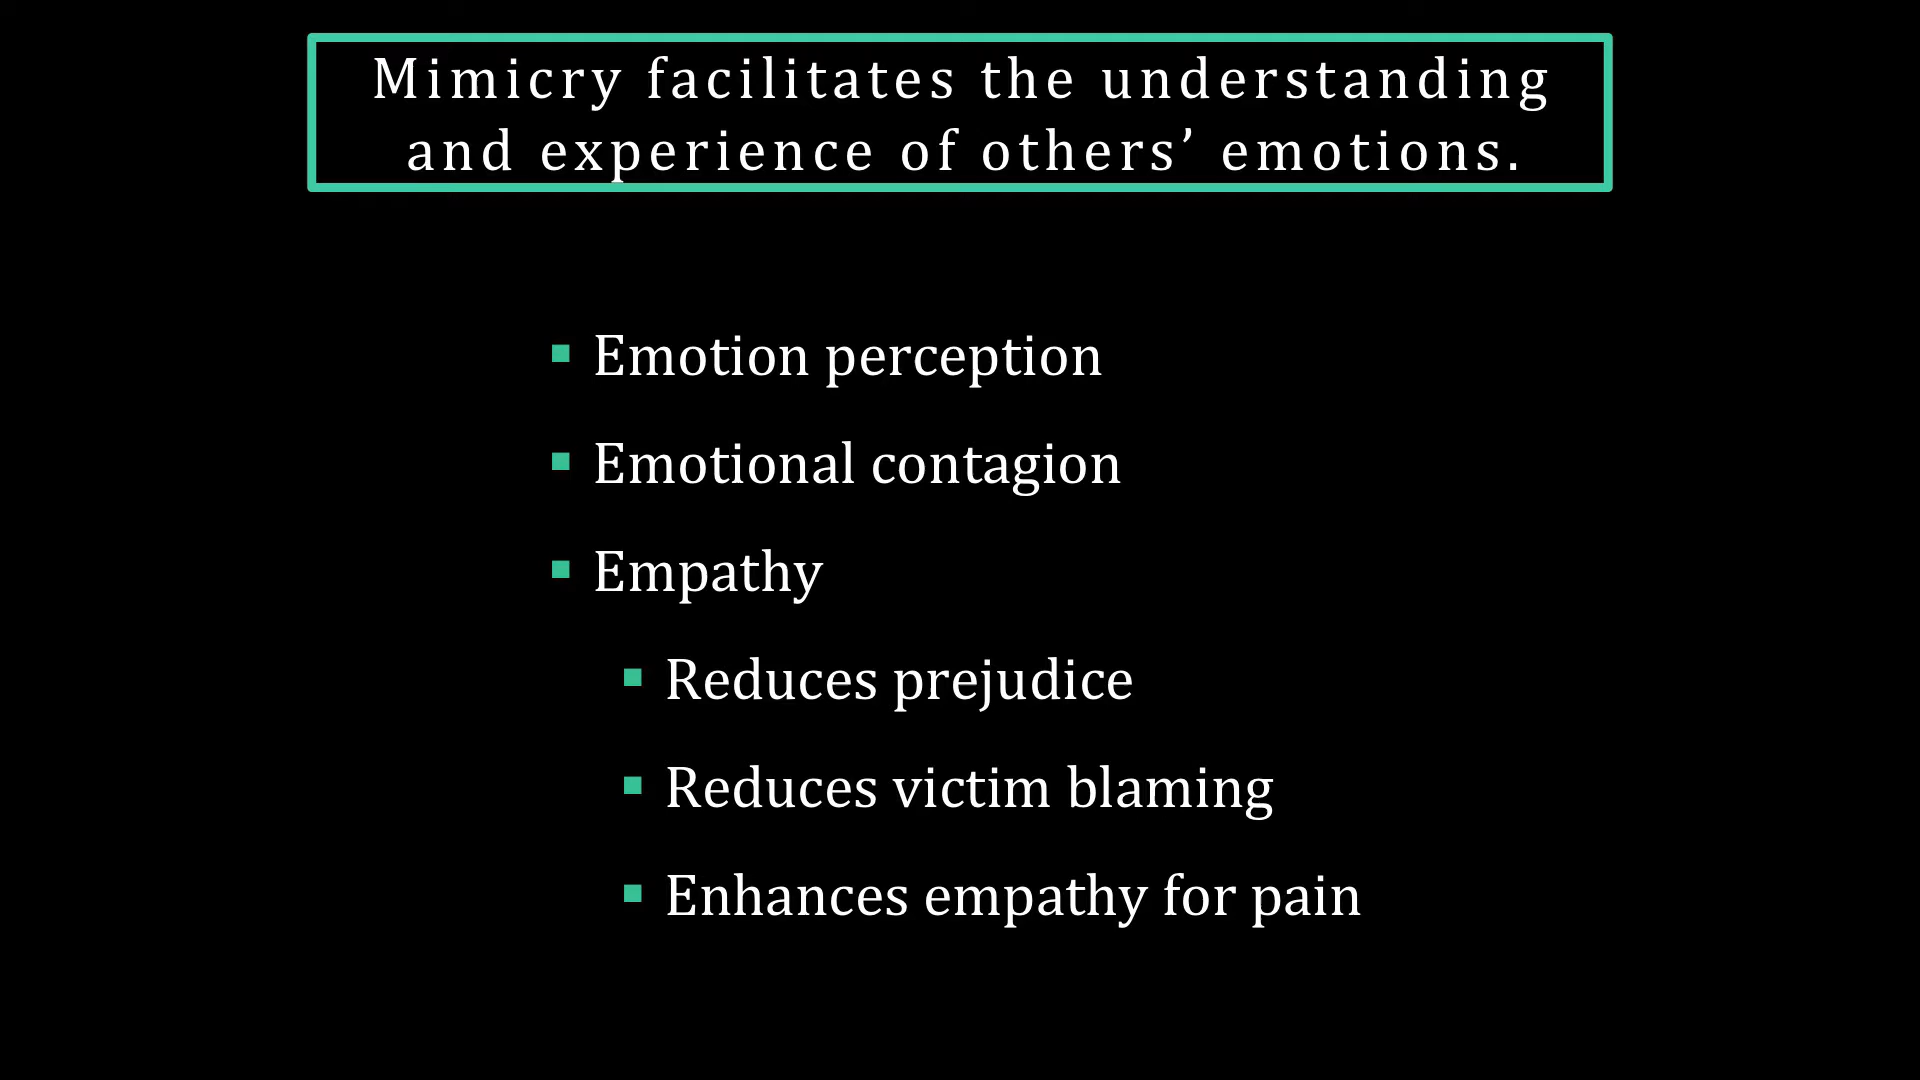 Mimicry facilitates the understanding
and experience of others’ emotions.
Emotion perception
Emotional contagion
Empathy
Reduces prejudice
Reduces victim blaming
Enhances empathy for pain